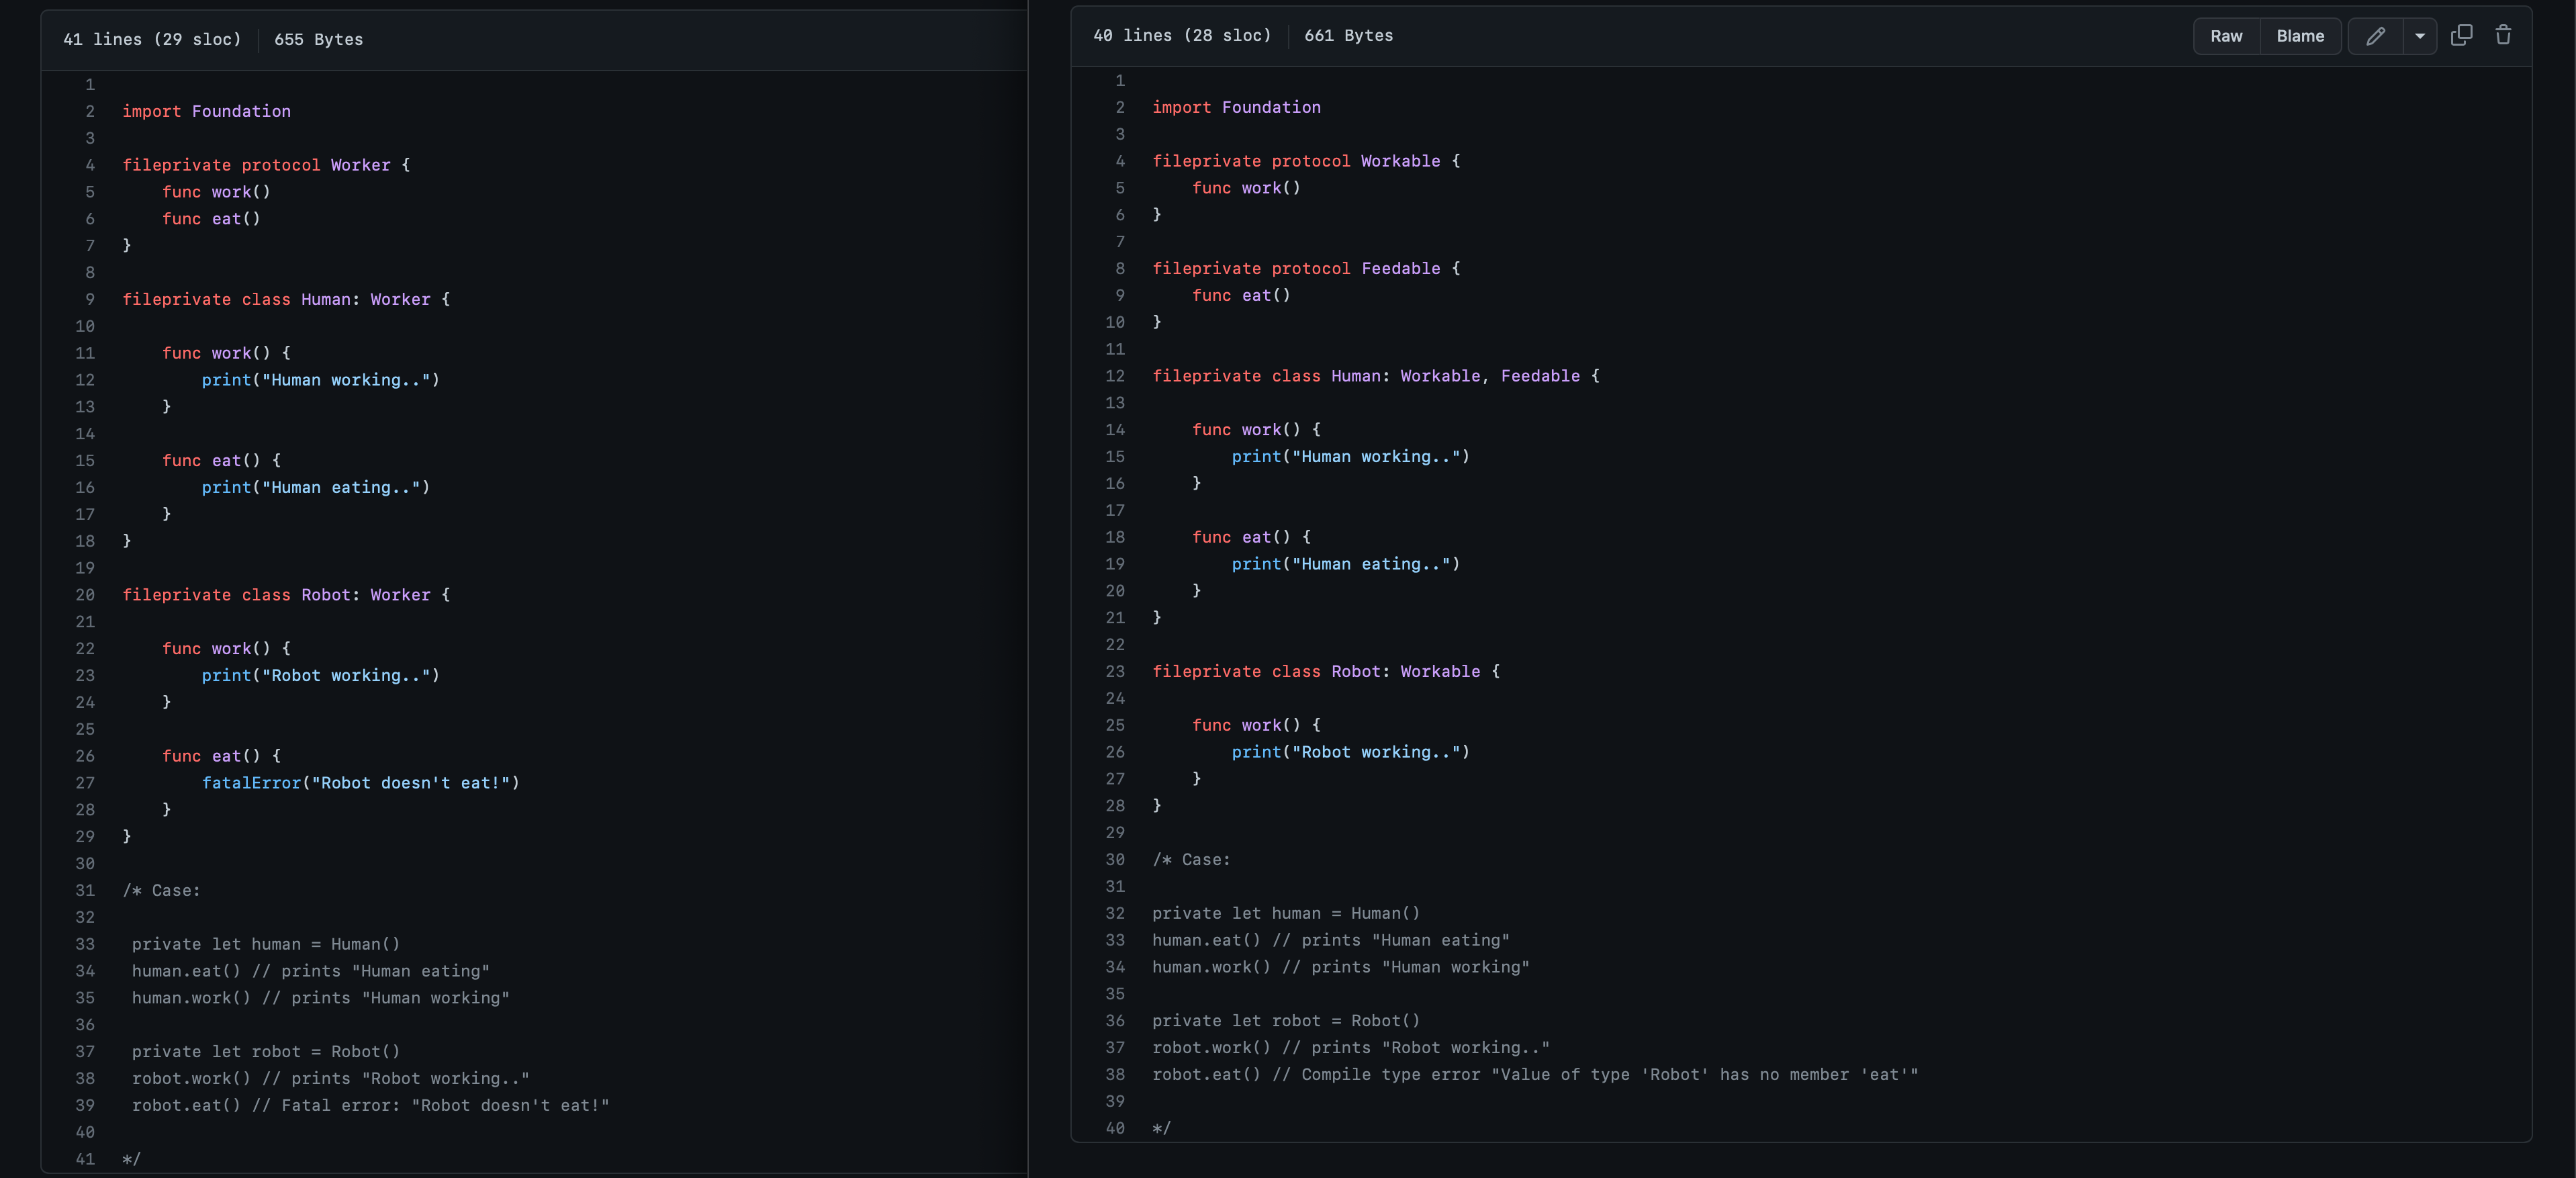 41 lines (29 sloc) 655 Bytes
1
2 import Foundation
3
4 fileprivate protocol Worker {
5     func work()
6     func eat()
7 }
8
9 fileprivate class Human: Worker {
10
11     func work() {
12         print("Human working..")
13     }
14
15     func eat() {
16         print("Human eating..")
17     }
18 }
19
20 fileprivate class Robot: Worker {
21
22     func work() {
23         print("Robot working..")
24     }
25
26     func eat() {
27         fatalError("Robot doesn't eat!")
28     }
29 }
30
31 /* Case:
32
33  private let human = Human()
34  human.eat() // prints "Human eating"
35  human.work() // prints "Human working"
36
37  private let robot = Robot()
38  robot.work() // prints "Robot working.."
39  robot.eat() // Fatal error: "Robot doesn't eat!"
40
41 */
40 lines (28 sloc) 661 Bytes Raw Blame
1
2 import Foundation
3
4 fileprivate protocol Workable {
5     func work()
6 }
7
8 fileprivate protocol Feedable {
9     func eat()
10 }
11
12 fileprivate class Human: Workable, Feedable {
13
14     func work() {
15         print("Human working..")
16     }
17
18     func eat() {
19         print("Human eating..")
20     }
21 }
22
23 fileprivate class Robot: Workable {
24
25     func work() {
26         print("Robot working..")
27     }
28 }
29
30 /* Case:
31
32 private let human = Human()
33 human.eat() // prints "Human eating"
34 human.work() // prints "Human working"
35
36 private let robot = Robot()
37 robot.work() // prints "Robot working.."
38 robot.eat() // Compile type error "Value of type 'Robot' has no member 'eat'"
39
40 */